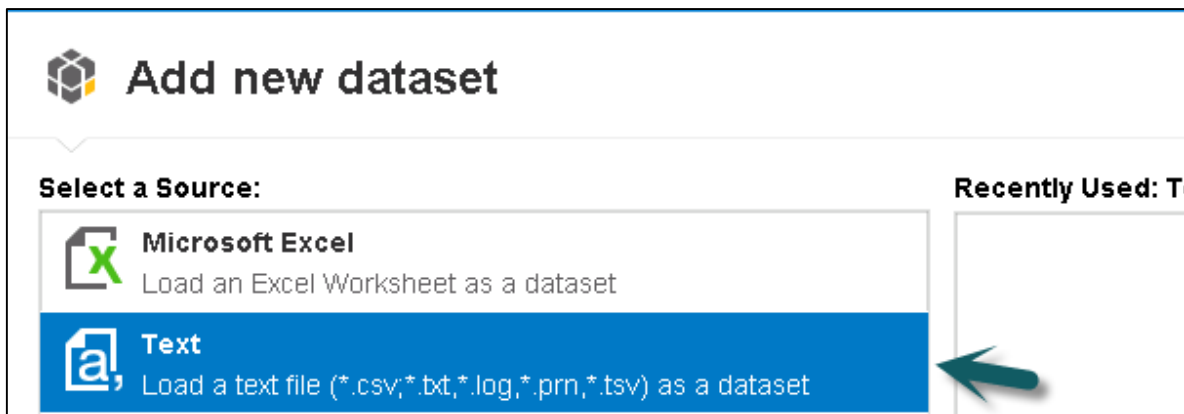 Add new dataset
Select a Source:
Recently Used: T
Microsoft Excel
Load an Excel Worksheet as a dataset
Text
Load a text file (*.csv;*.txt,*.log,*.prn,*.tsv) as a dataset